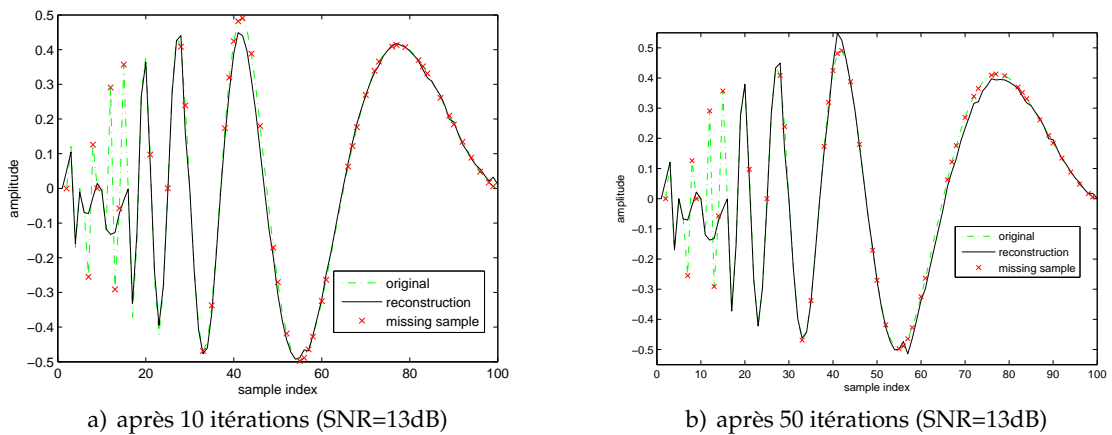 0.5
0.4
0.3
0.2
0.1
0
-0.1
-0.2
-0.3
-0.4
-0.5
amplitude
0 20 40 60 80 100
sample index
original
reconstruction
missing sample
a) après 10 itérations (SNR=13dB)
0.5
0.4
0.3
0.2
0.1
0
-0.1
-0.2
-0.3
-0.4
-0.5
amplitude
0 10 20 30 40 50 60 70 80 90 100
sample index
original
reconstruction
missing sample
b) après 50 itérations (SNR=13dB)